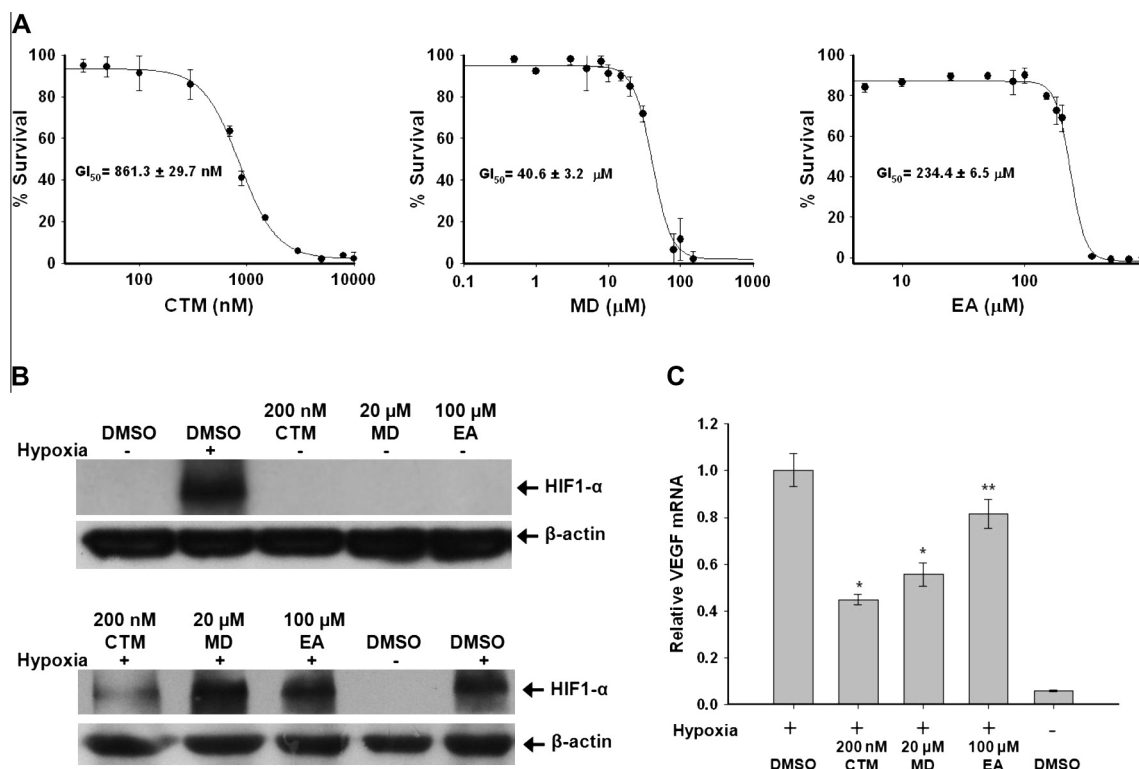 A
100
80
60
40
20
0
% Survival
GI50= 861.3 ± 29.7 nM
100 1000 10000
CTM (nM)
100
80
60
40
20
0
% Survival
GI50= 40.6 ± 3.2 μM
0.1 1 10 100 1000
MD (μM)
100
80
60
40
20
0
% Survival
GI50= 234.4 ± 6.5 μM
10 100
EA (μM)
B
200 nM 20 μM 100 μM
DMSO DMSO CTM MD EA
Hypoxia - + - - -
HIF1-α
β-actin
200 nM 20 μM 100 μM
CTM MD EA DMSO DMSO
Hypoxia + + + - +
HIF1-α
β-actin
C
1.2
1.0
0.8
0.6
0.4
0.2
0.0
Relative VEGF mRNA
* * **
Hypoxia + + + + -
200 nM 20 μM 100 μM
DMSO CTM MD EA DMSO